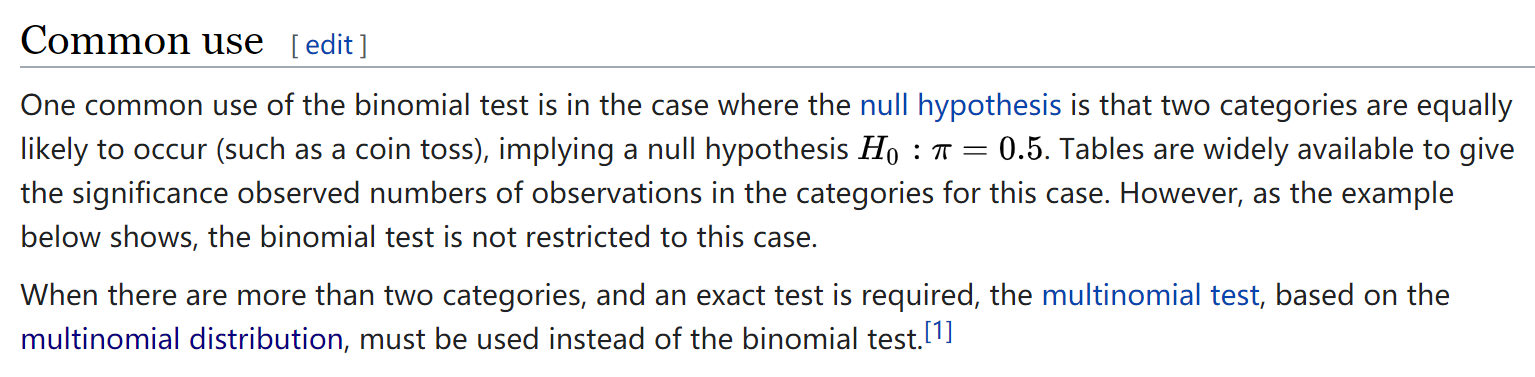 Common use [ edit ]
One common use of the binomial test is in the case where the null hypothesis is that two categories are equally
likely to occur (such as a coin toss), implying a null hypothesis H₀ : π = 0.5. Tables are widely available to give
the significance observed numbers of observations in the categories for this case. However, as the example
below shows, the binomial test is not restricted to this case.
When there are more than two categories, and an exact test is required, the multinomial test, based on the
multinomial distribution, must be used instead of the binomial test.[1]